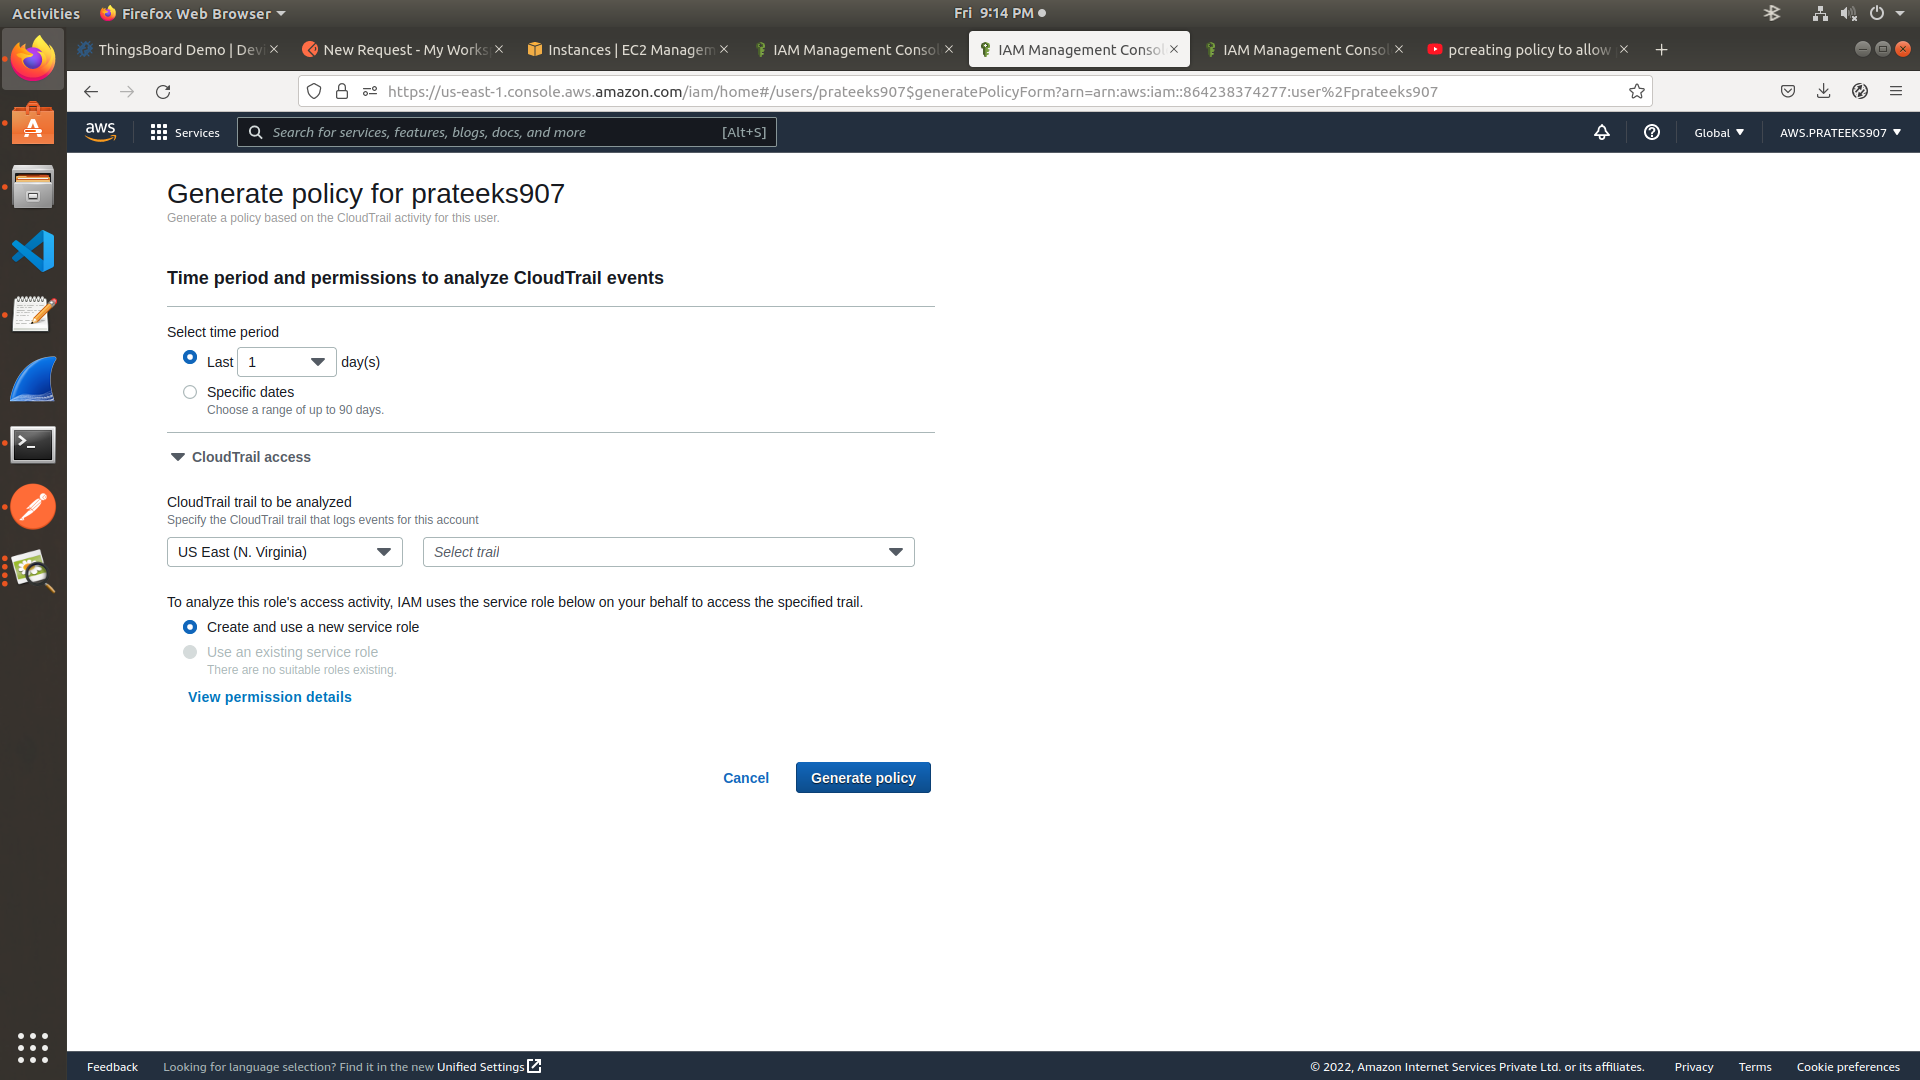 Activities
Firefox Web Browser
Fri 9:14 PM
ThingsBoard Demo | Devi
New Request - My Works
Instances | EC2 Managem
IAM Management Consol
IAM Management Consol
IAM Management Consol
pcreating policy to allow
https://us-east-1.console.aws.amazon.com/iam/home#/users/prateeks907$generatePolicyForm?arn=arn:aws:iam::864238374277:user%2Fprateeks907
aws
Services
Search for services, features, blogs, docs, and more
[Alt+S]
Global
AWS.PRATEEKS907
Generate policy for prateeks907
Generate a policy based on the CloudTrail activity for this user.
Time period and permissions to analyze CloudTrail events
Select time period
Last 1 day(s)
Specific dates
Choose a range of up to 90 days.
CloudTrail access
CloudTrail trail to be analyzed
Specify the CloudTrail trail that logs events for this account
US East (N. Virginia)
Select trail
To analyze this role's access activity, IAM uses the service role below on your behalf to access the specified trail.
Create and use a new service role
Use an existing service role
There are no suitable roles existing.
View permission details
Cancel
Generate policy
Feedback
Looking for language selection? Find it in the new Unified Settings
© 2022, Amazon Internet Services Private Ltd. or its affiliates.
Privacy
Terms
Cookie preferences